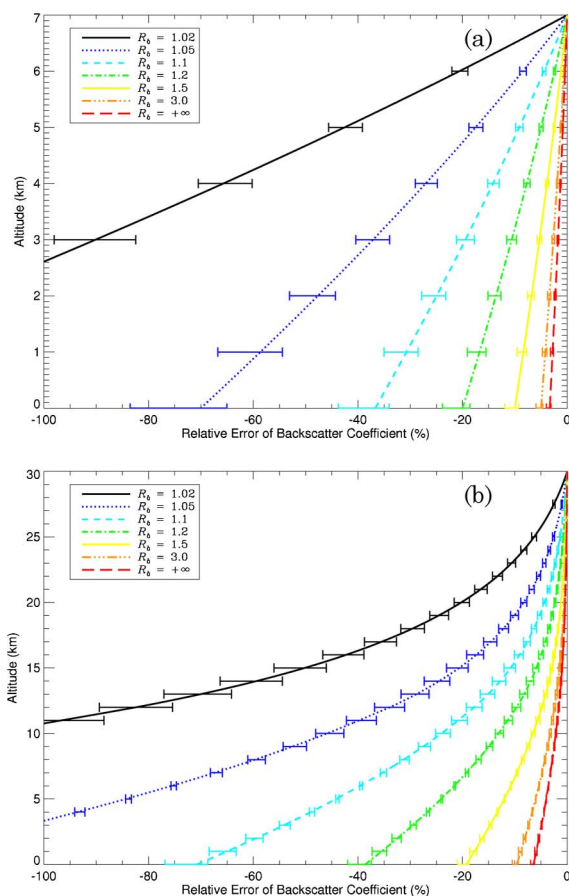 (a)
R_b = 1.02
R_b = 1.05
R_b = 1.1
R_b = 1.2
R_b = 1.5
R_b = 3.0
R_b = +∞
7
6
5
4
3
2
1
0
Altitude (km)
-100 -80 -60 -40 -20 0
Relative Error of Backscatter Coefficient (%)
(b)
R_b = 1.02
R_b = 1.05
R_b = 1.1
R_b = 1.2
R_b = 1.5
R_b = 3.0
R_b = +∞
30
25
20
15
10
5
0
Altitude (km)
-100 -80 -60 -40 -20 0
Relative Error of Backscatter Coefficient (%)